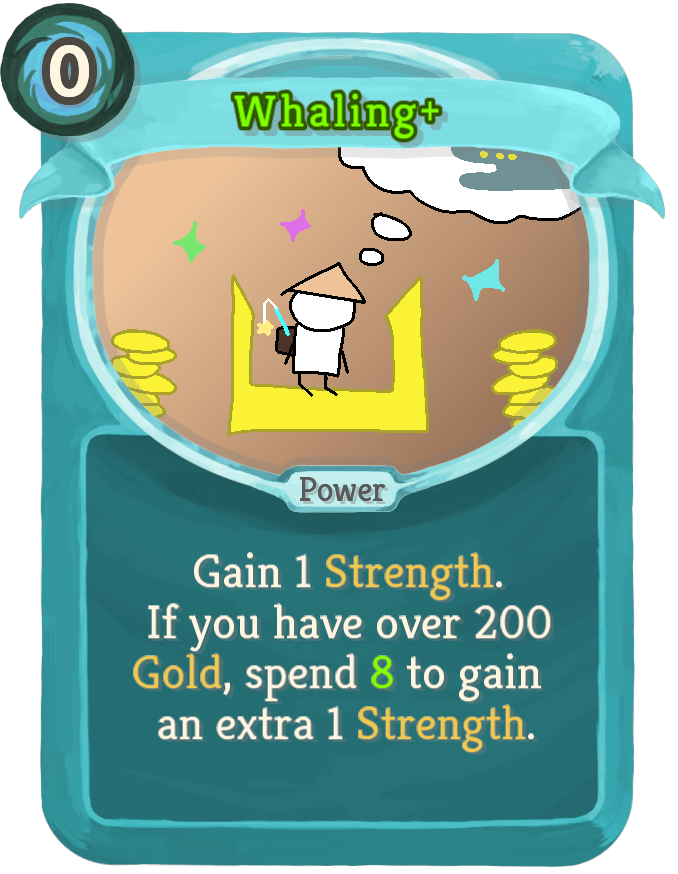 0
Whaling+
Power
Gain 1 Strength.
If you have over 200
Gold, spend 8 to gain
an extra 1 Strength.